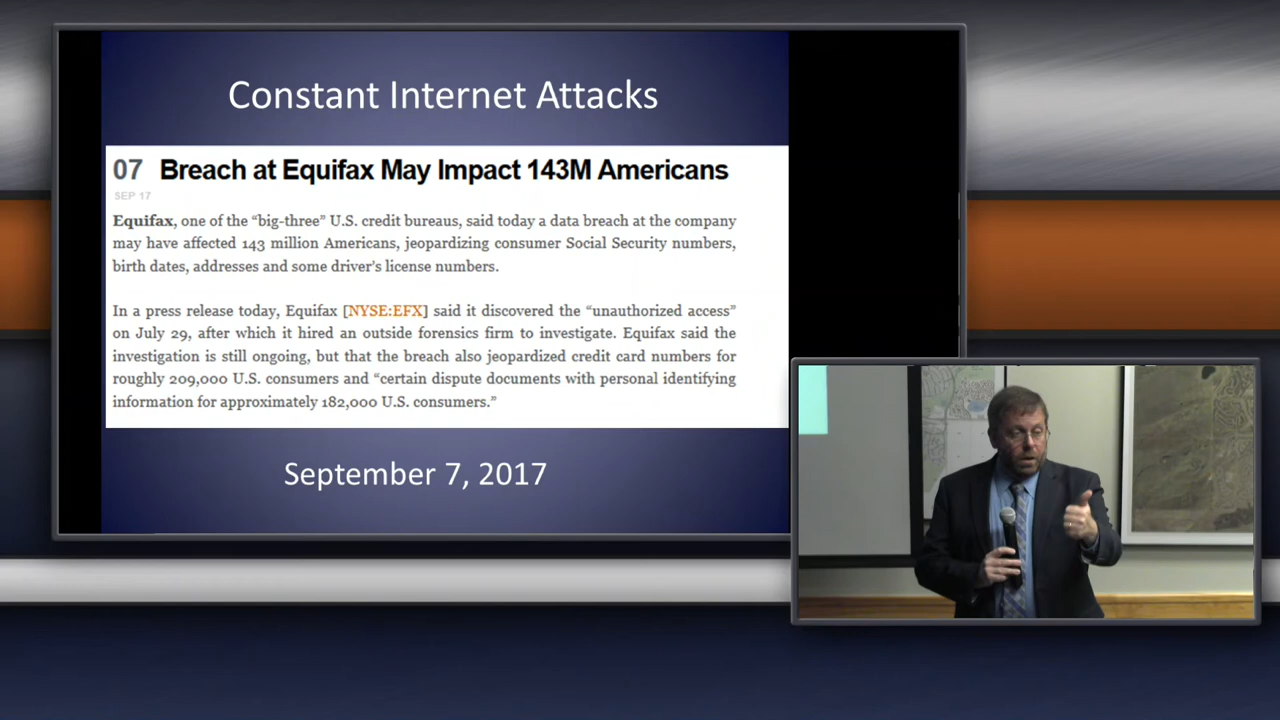 Constant Internet Attacks
07 Breach at Equifax May Impact 143M Americans
SEP 17
Equifax, one of the “big-three” U.S. credit bureaus, said today a data breach at the company
may have affected 143 million Americans, jeopardizing consumer Social Security numbers,
birth dates, addresses and some driver’s license numbers.
In a press release today, Equifax [NYSE:EFX] said it discovered the “unauthorized access”
on July 29, after which it hired an outside forensics firm to investigate. Equifax said the
investigation is still ongoing, but that the breach also jeopardized credit card numbers for
roughly 209,000 U.S. consumers and “certain dispute documents with personal identifying
information for approximately 182,000 U.S. consumers.”
September 7, 2017